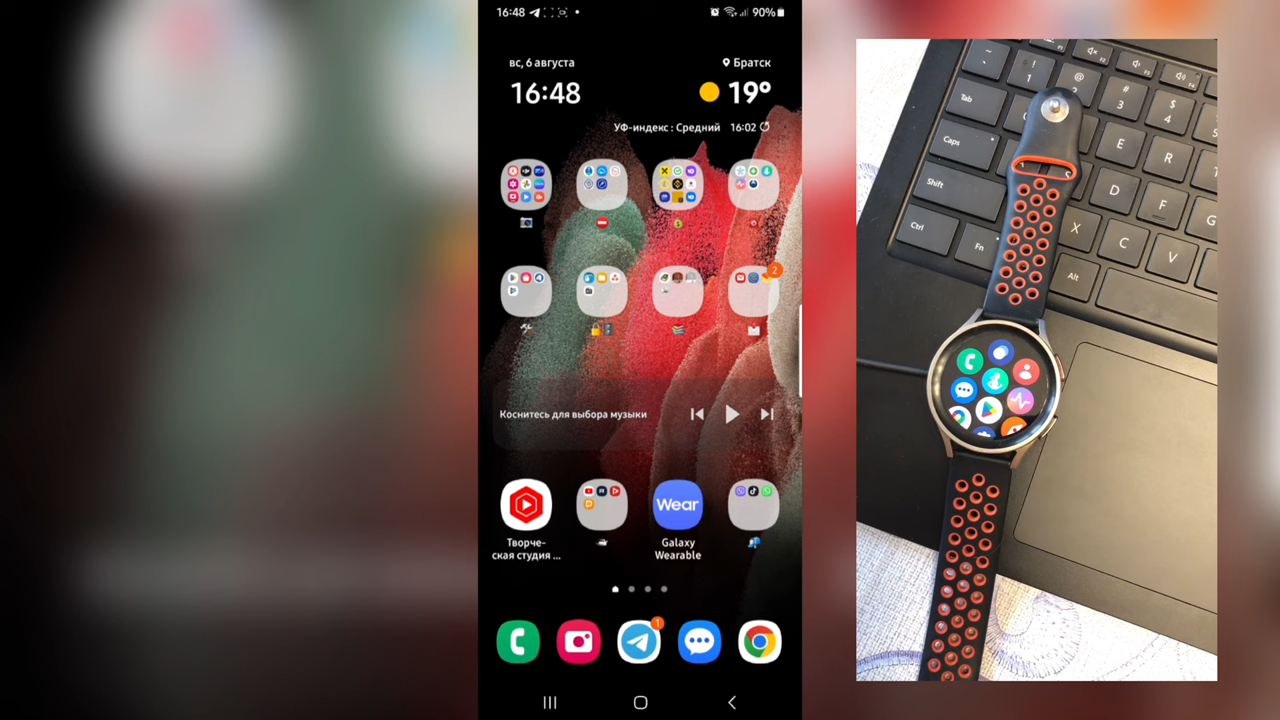 16:48
90%
вс, 6 августа
Братск
16:48
19°
УФ-индекс : Средний 16:02
2
Коснитесь для выбора музыки
Wear
Творче-
ская студия ...
Galaxy
Wearable
1
Tab
Caps
Shift
Ctrl
Fn
Alt
!
1
@
#
3
$
4
E
R
S
D
F
G
X
C
V